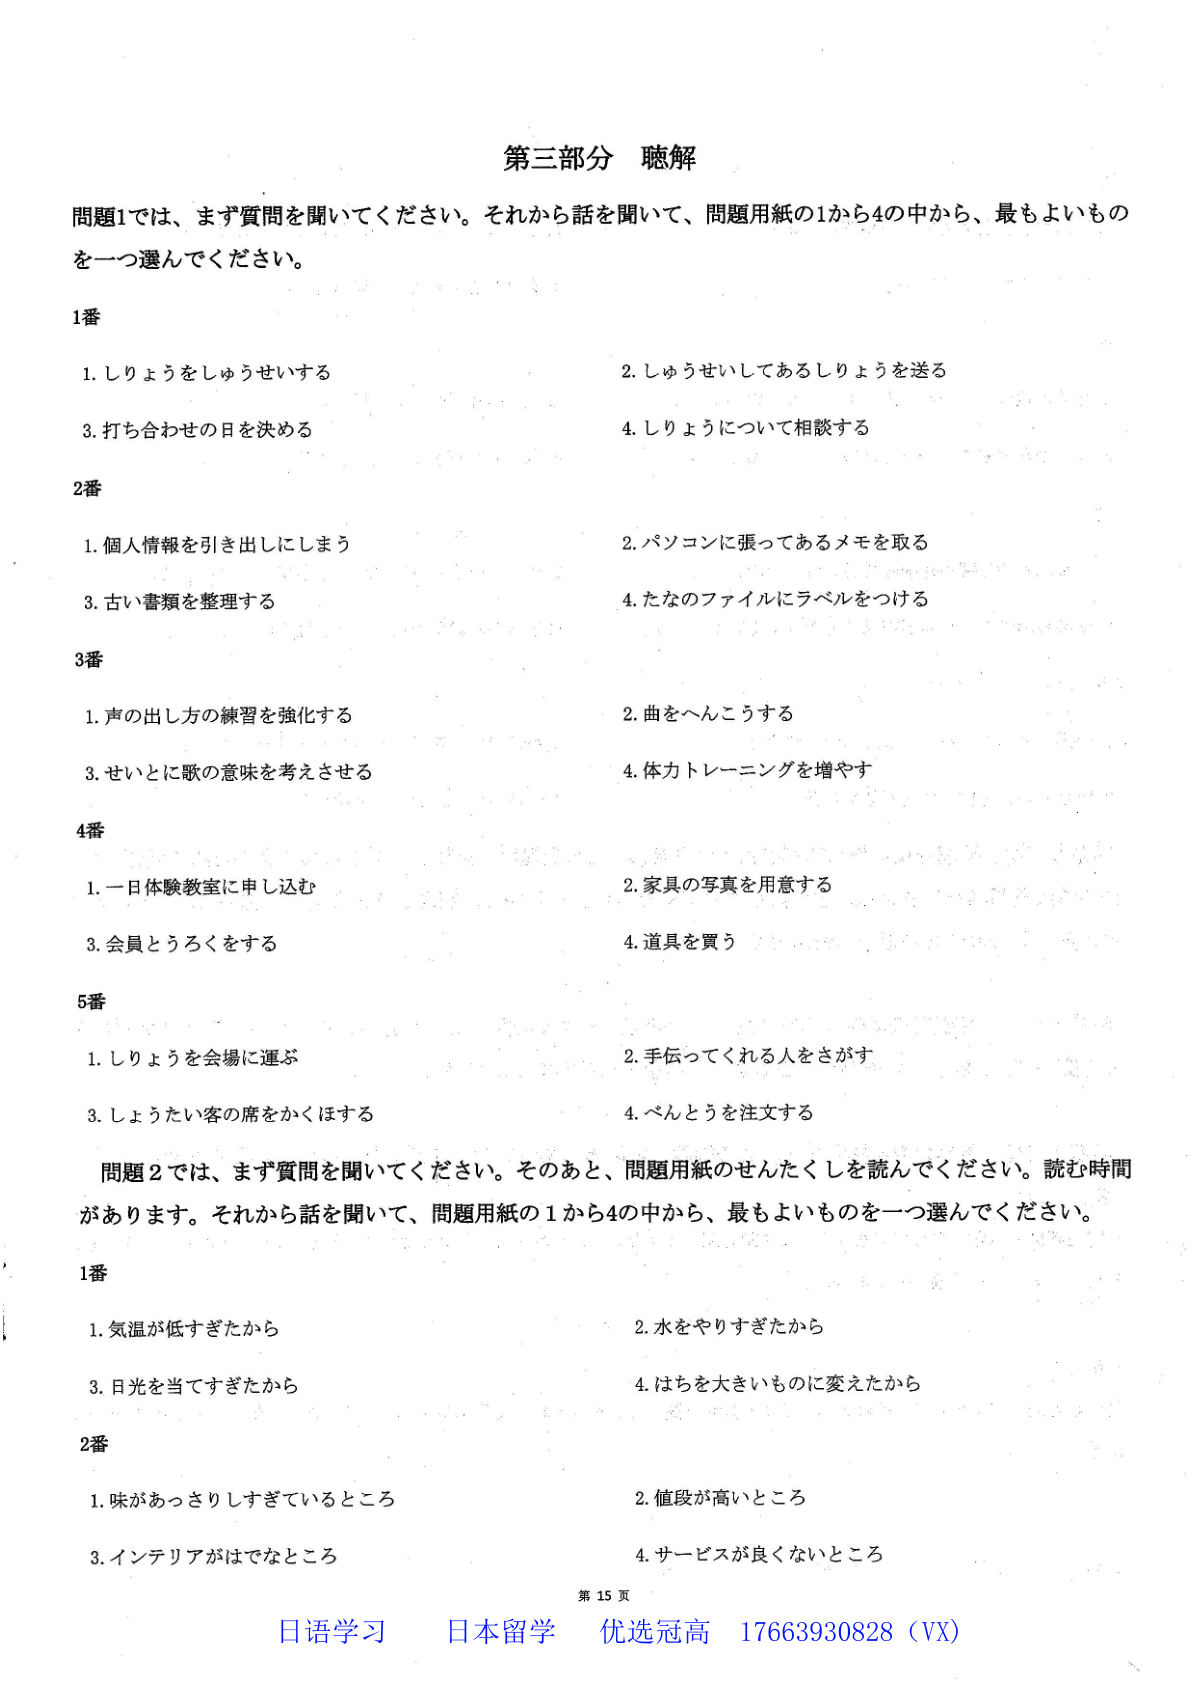 第三部分　聴解
問題1では、まず質問を聞いてください。それから話を聞いて、問題用紙の1から4の中から、最もよいもの
を一つ選んでください。
1番
1. しりょうをしゅうせいする
2. しゅうせいしてあるしりょうを送る
3. 打ち合わせの日を決める
4. しりょうについて相談する
2番
1. 個人情報を引き出しにしまう
2. パソコンに張ってあるメモを取る
3. 古い書類を整理する
4. たなのファイルにラベルをつける
3番
1. 声の出し方の練習を強化する
2. 曲をへんこうする
3. せいとに歌の意味を考えさせる
4. 体力トレーニングを増やす
4番
1. 一日体験教室に申し込む
2. 家具の写真を用意する
3. 会員とうろくをする
4. 道具を買う
5番
1. しりょうを会場に運ぶ
2. 手伝ってくれる人をさがす
3. しょうたい客の席をかくほする
4. べんとうを注文する
問題２では、まず質問を聞いてください。そのあと、問題用紙のせんたくしを読んでください。読む時間
があります。それから話を聞いて、問題用紙の１から4の中から、最もよいものを一つ選んでください。
1番
1. 気温が低すぎたから
2. 水をやりすぎたから
3. 日光を当てすぎたから
4. はちを大きいものに変えたから
2番
1. 味があっさりしすぎているところ
2. 値段が高いところ
3. インテリアがはでなところ
4. サービスが良くないところ
第 15 页
日语学习　日本留学　优选冠高　17663930828（VX）